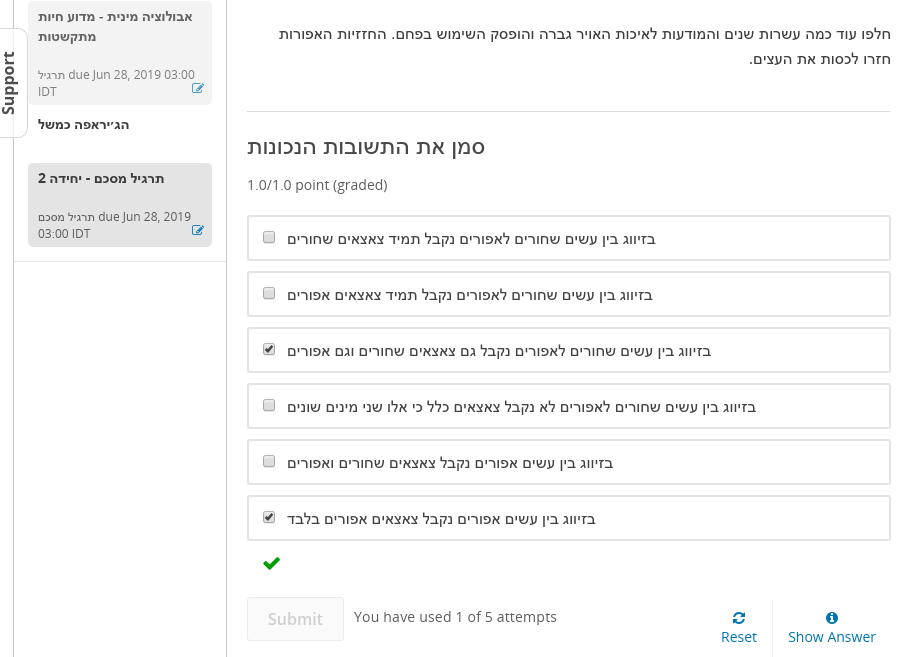 Support
אבולוציה מינית - מדוע חיות
מתקשטות
תרגיל due Jun 28, 2019 03:00
IDT
הג'יראפה כמשל
תרגיל מסכם - יחידה 2
תרגיל מסכם due Jun 28, 2019
03:00 IDT
חלפו עוד כמה עשרות שנים והמודעות לאיכות האויר גברה והופסק השימוש בפחם. החזזיות האפורות
חזרו לכסות את העצים.
סמן את התשובות הנכונות
1.0/1.0 point (graded)
בזיווג בין עשים שחורים לאפורים נקבל תמיד צאצאים שחורים
בזיווג בין עשים שחורים לאפורים נקבל תמיד צאצאים אפורים
בזיווג בין עשים שחורים לאפורים נקבל גם צאצאים שחורים וגם אפורים
בזיווג בין עשים שחורים לאפורים לא נקבל צאצאים כלל כי אלו שני מינים שונים
בזיווג בין עשים אפורים נקבל צאצאים שחורים ואפורים
בזיווג בין עשים אפורים נקבל צאצאים אפורים בלבד
Submit
You have used 1 of 5 attempts
Reset
Show Answer